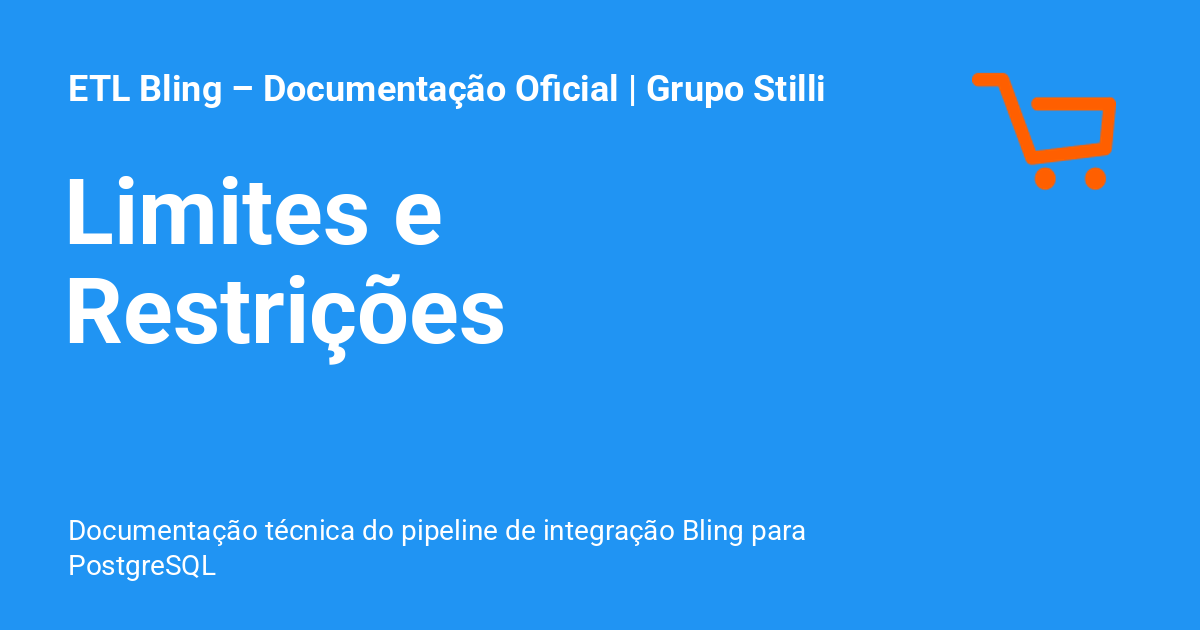 ETL Bling – Documentação Oficial | Grupo Stilli
Limites e
Restrições
Documentação técnica do pipeline de integração Bling para
PostgreSQL